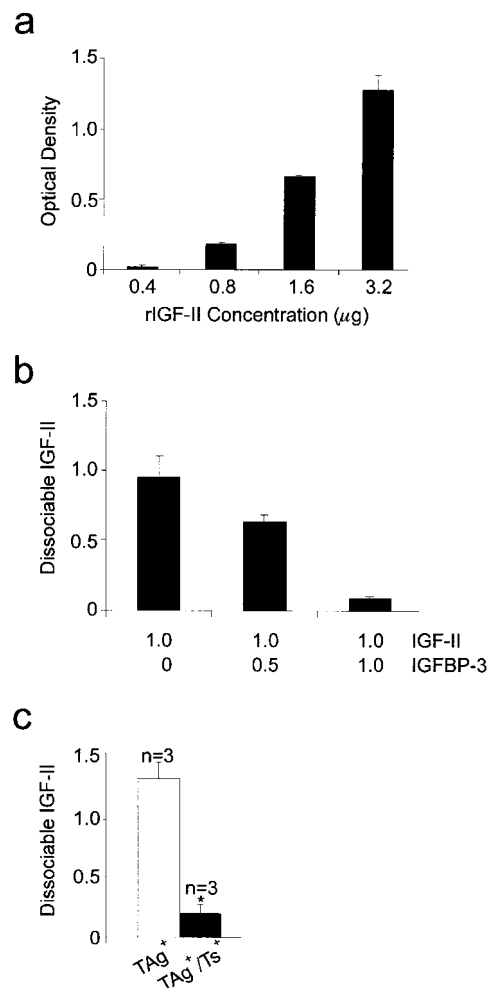 a
1.5
1.0
0.5
0
Optical Density
0.4 0.8 1.6 3.2
rIGF-II Concentration (μg)
b
1.5
1.0
0.5
0
Dissociable IGF-II
1.0 1.0 1.0 IGF-II
0 0.5 1.0 IGFBP-3
c
1.5
1.0
0.5
0
Dissociable IGF-II
n=3
n=3
*
TAg⁺
TAg⁺/Ts⁺